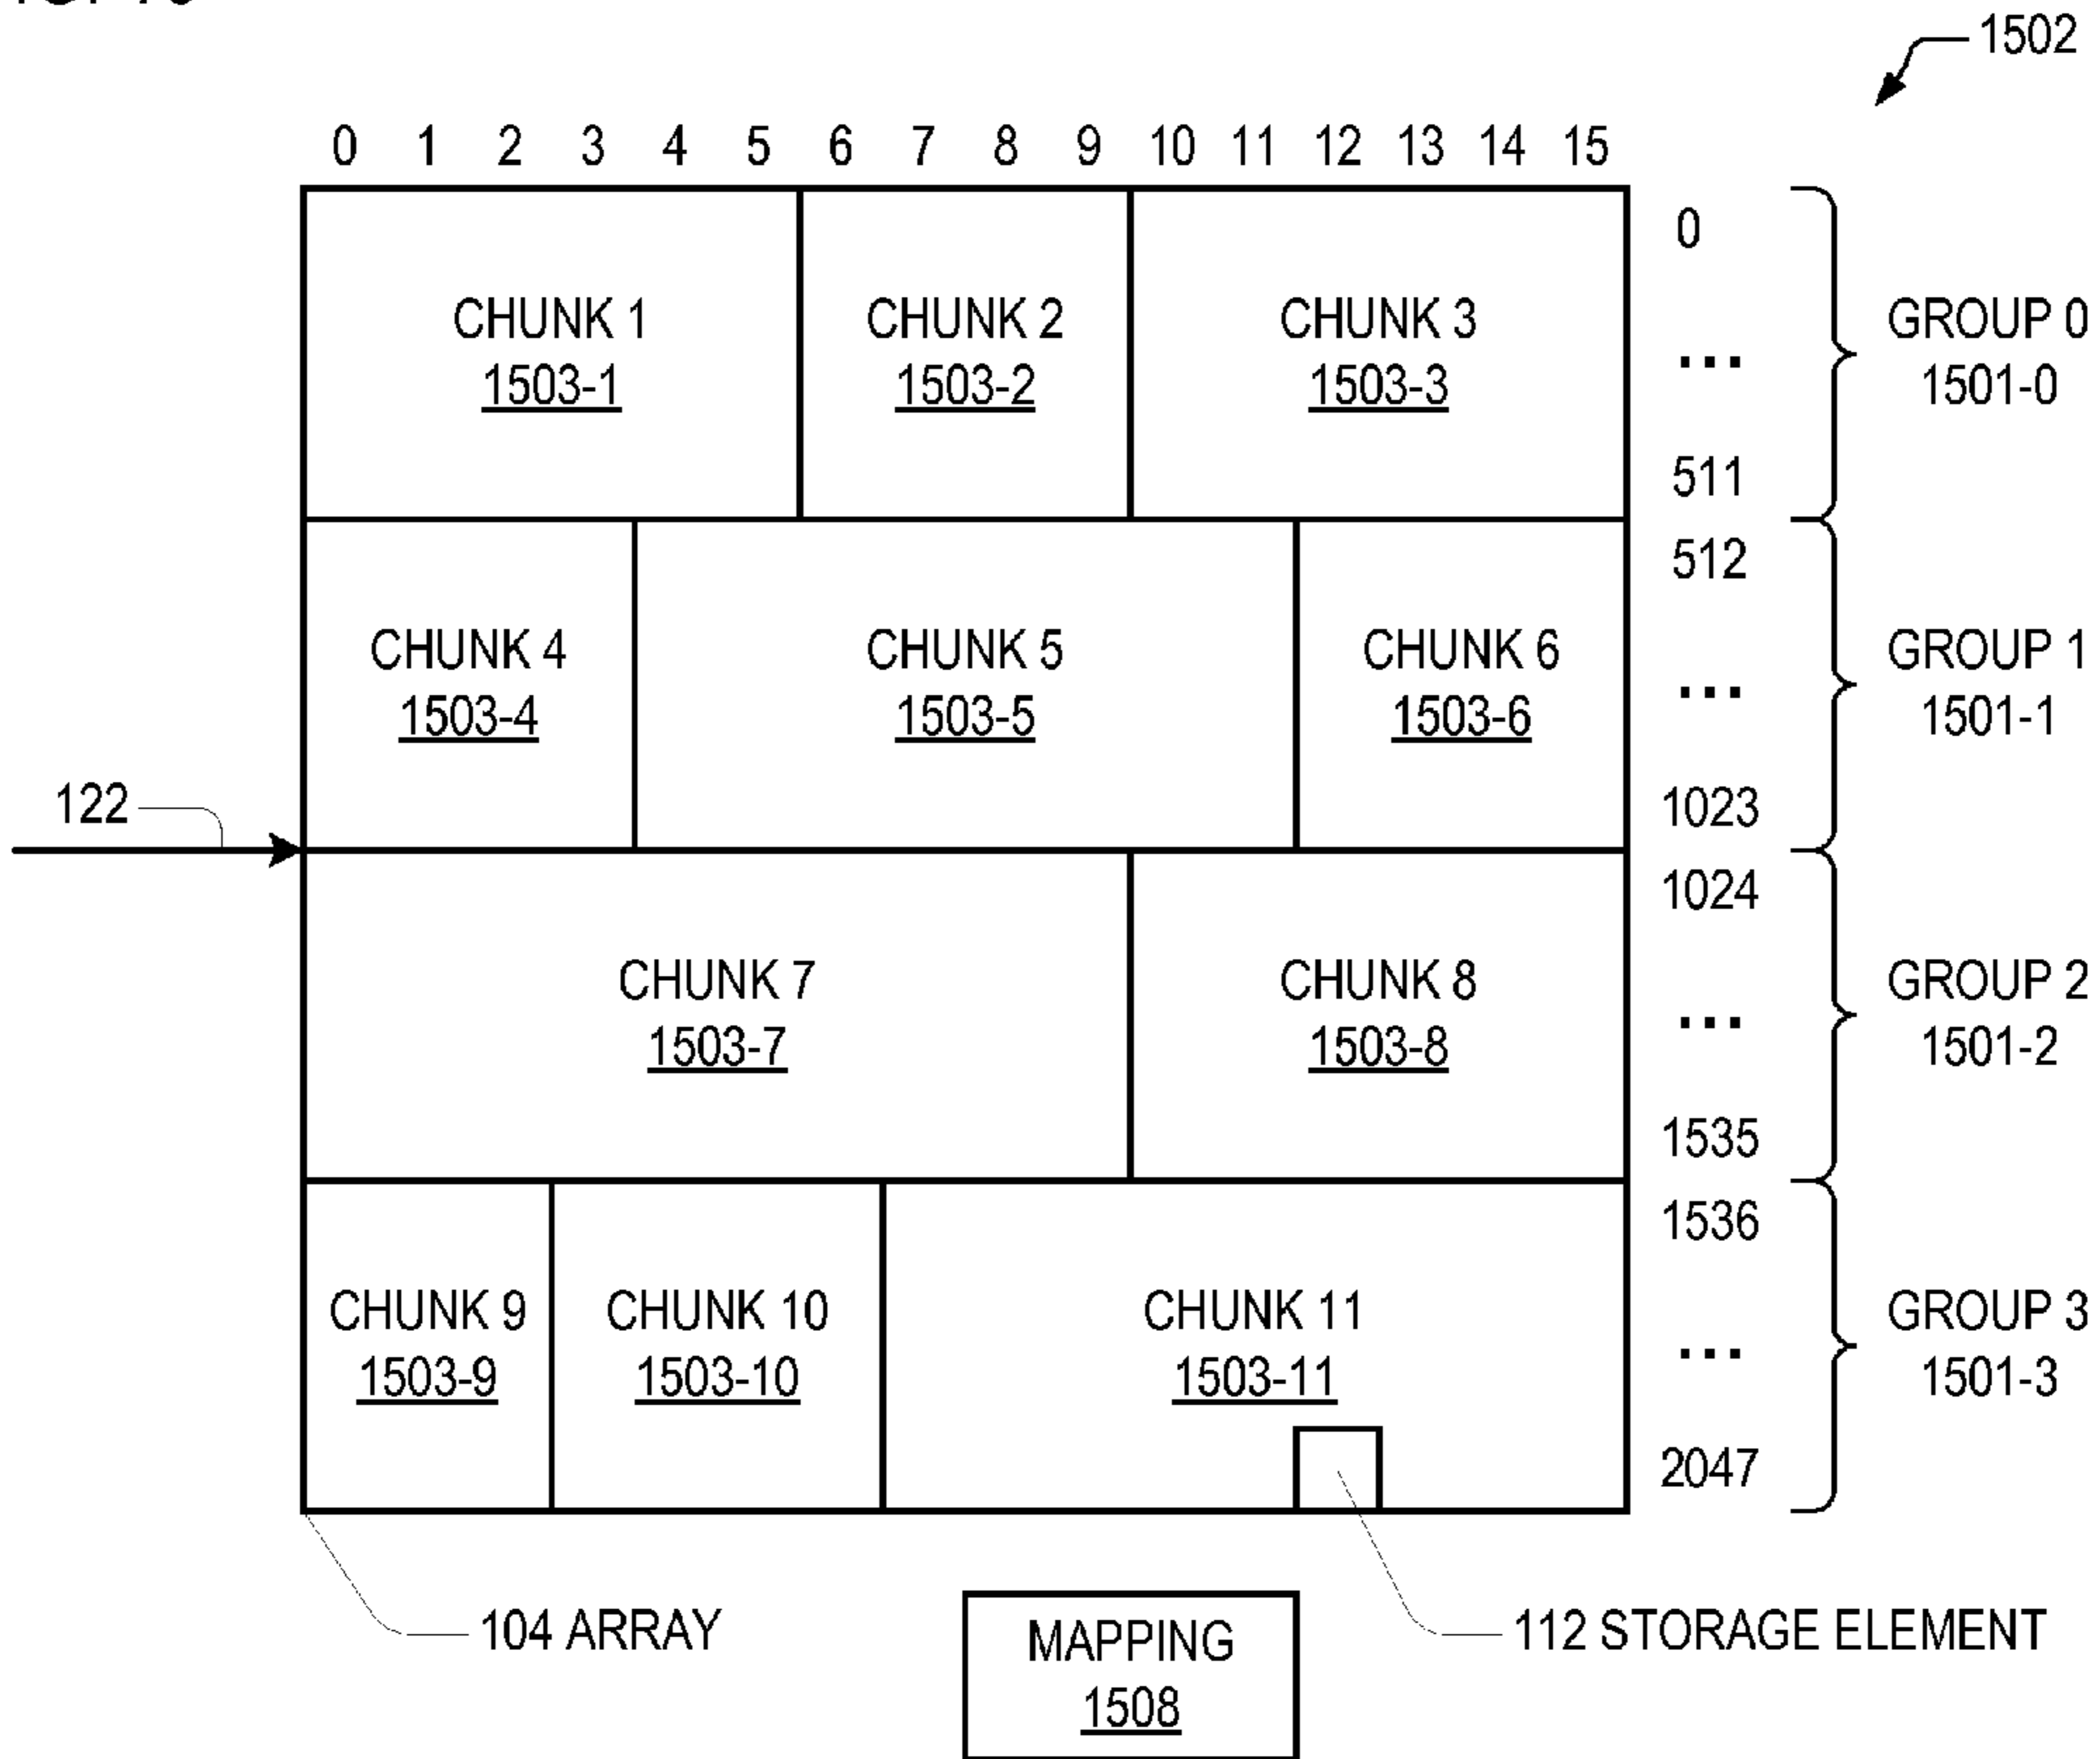 1502
0 1 2 3 4 5 6 7 8 9 10 11 12 13 14 15
0
CHUNK 1
1503-1
CHUNK 2
1503-2
CHUNK 3
1503-3
...
GROUP 0
1501-0
511
512
CHUNK 4
1503-4
CHUNK 5
1503-5
CHUNK 6
1503-6
...
GROUP 1
1501-1
122
1023
1024
CHUNK 7
1503-7
CHUNK 8
1503-8
...
GROUP 2
1501-2
1535
1536
CHUNK 9
1503-9
CHUNK 10
1503-10
CHUNK 11
1503-11
...
GROUP 3
1501-3
2047
104 ARRAY
MAPPING
1508
112 STORAGE ELEMENT